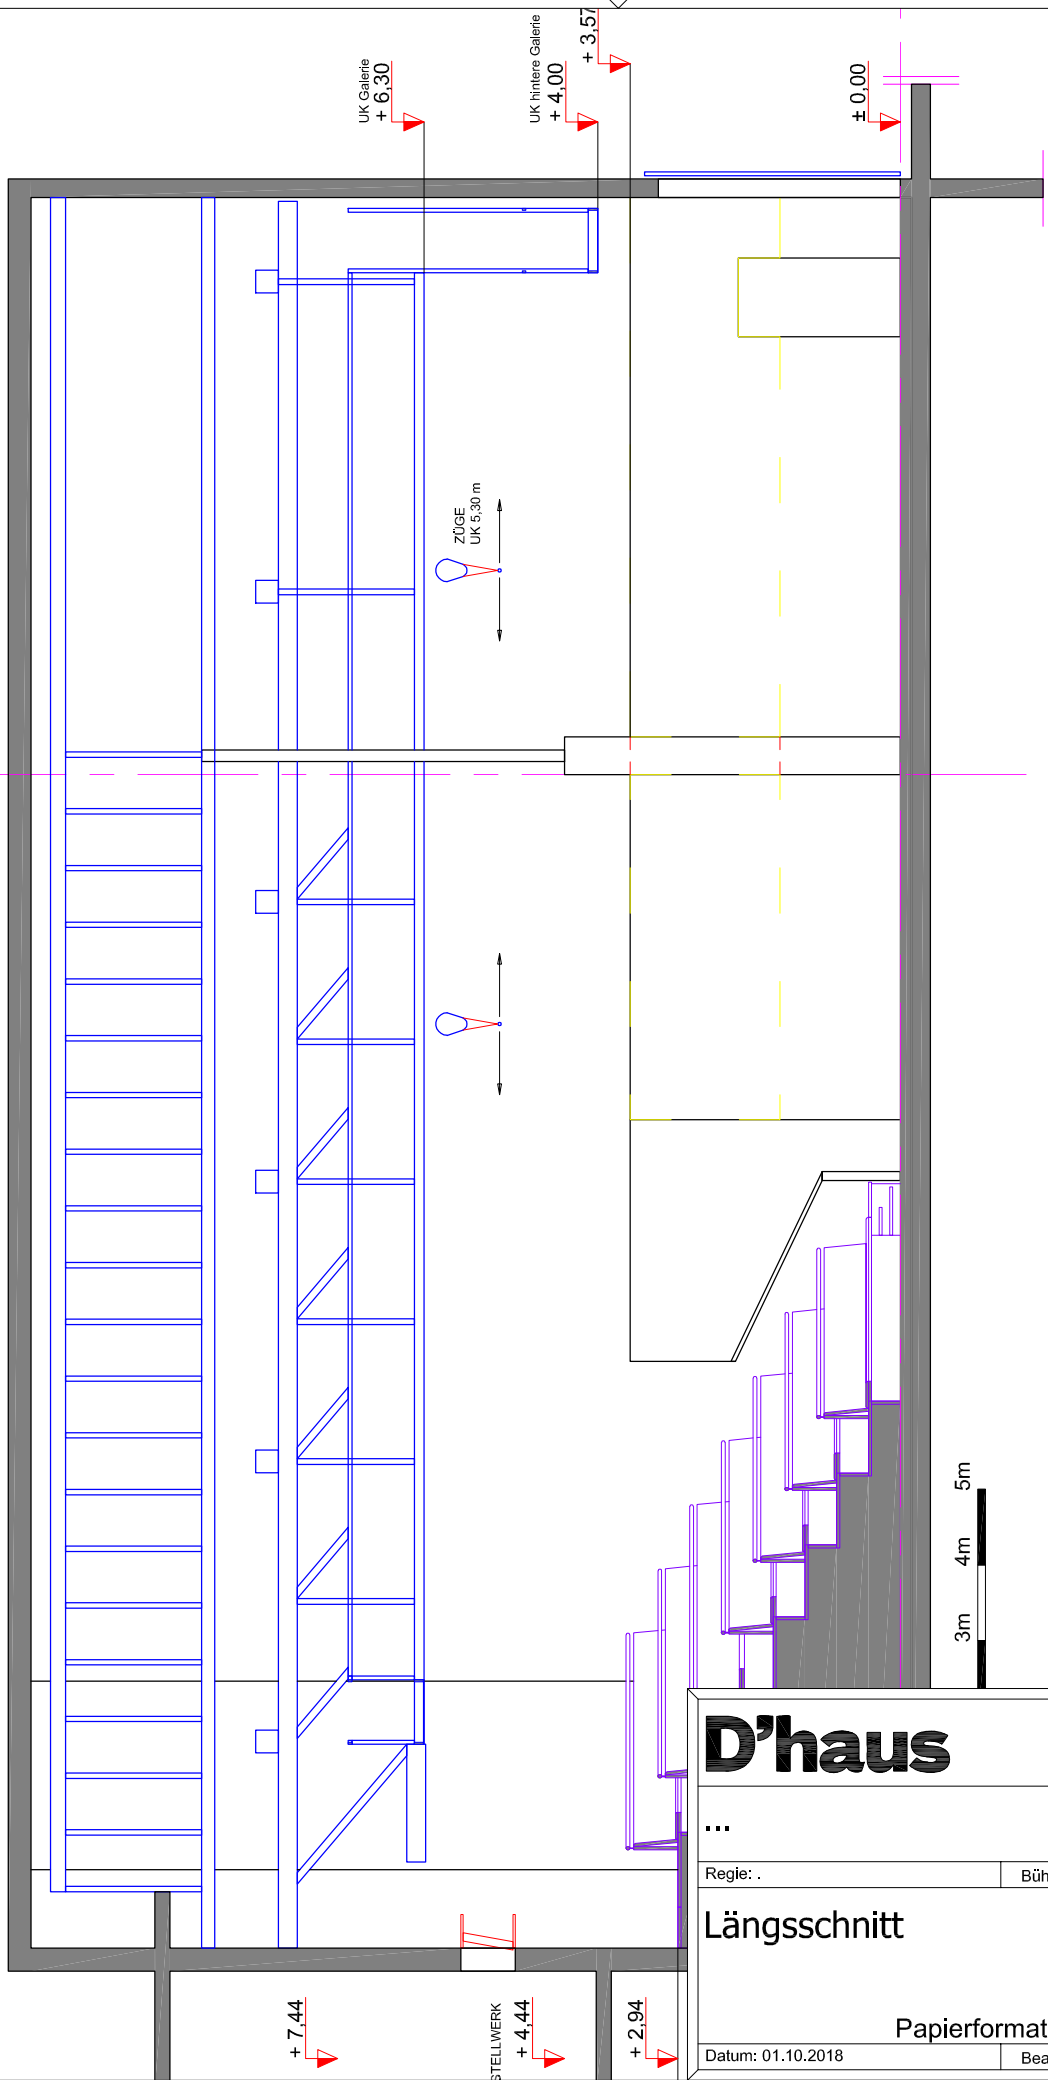 UK Galerie
+ 6,30
UK hintere Galerie
+ 4,00
+ 3,57
± 0,00
ZÜGE
UK 5,30 m
5m
4m
3m
D'haus
...
Regie: .
Büh
Längsschnitt
Papierformat
Datum: 01.10.2018
Bea
+ 7,44
STELLWERK
+ 4,44
+ 2,94